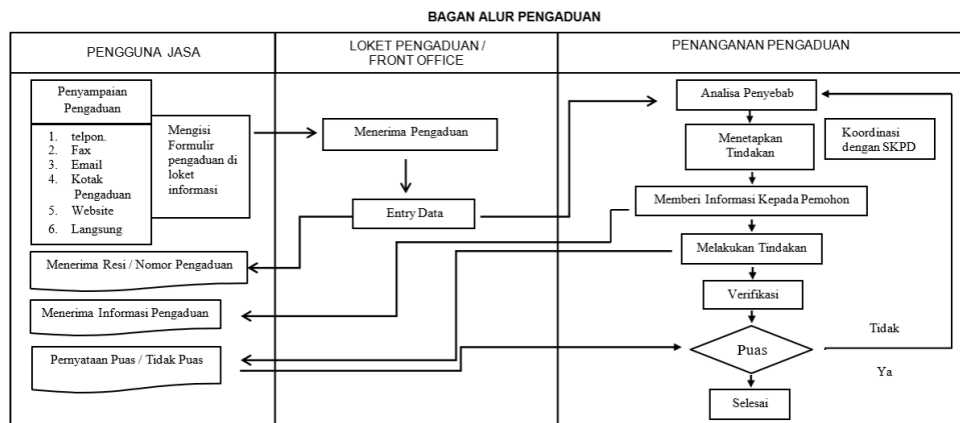 BAGAN ALUR PENGADUAN
PENGGUNA JASA
LOKET PENGADUAN /
FRONT OFFICE
PENANGANAN PENGADUAN
Penyampaian
Pengaduan
1. telpon.
2. Fax
3. Email
4. Kotak
Pengaduan
5. Website
6. Langsung
Mengisi
Formulir
pengaduan di
loket
informasi
Menerima Pengaduan
Entry Data
Analisa Penyebab
Menetapkan
Tindakan
Koordinasi
dengan SKPD
Memberi Informasi Kepada Pemohon
Melakukan Tindakan
Verifikasi
Puas
Tidak
Ya
Selesai
Menerima Resi / Nomor Pengaduan
Menerima Informasi Pengaduan
Pernyataan Puas / Tidak Puas